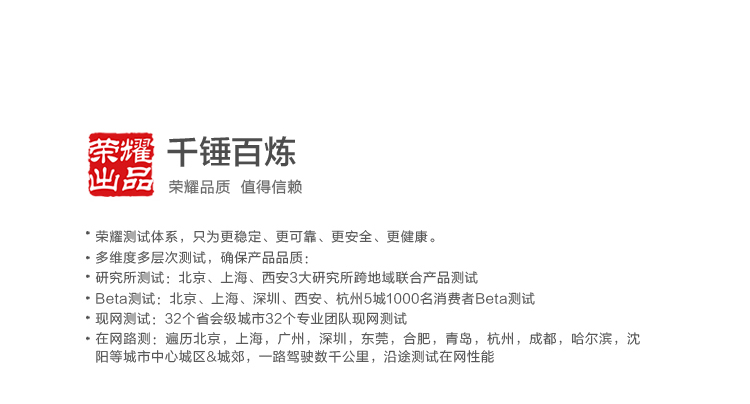 荣耀
出品
千锤百炼
荣耀品质 值得信赖
• 荣耀测试体系，只为更稳定、更可靠、更安全、更健康。
• 多维度多层次测试，确保产品品质：
• 研究所测试：北京、上海、西安3大研究所跨地域联合产品测试
• Beta测试：北京、上海、深圳、西安、杭州5城1000名消费者Beta测试
• 现网测试：32个省会级城市32个专业团队现网测试
• 在网路测：遍历北京，上海，广州，深圳，东莞，合肥，青岛，杭州，成都，哈尔滨，沈
阳等城市中心城区&城郊，一路驾驶数千公里，沿途测试在网性能